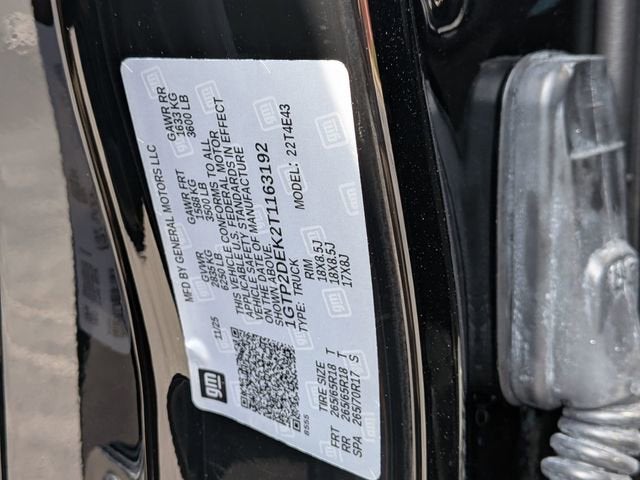 MFD BY GENERAL MOTORS LLC
11/25 GVWR GAWR FRT GAWR RR
2835KG 1588 KG 1633 KG
6250 LB 3500 LB 3600 LB
THIS VEHICLE CONFORMS TO ALL
APPLICABLE U.S. FEDERAL MOTOR
VEHICLE SAFETY STANDARDS IN EFFECT
ON THE DATE OF MANUFACTURE
SHOWN ABOVE.
1GTP2DEK2T1163192
TYPE: TRUCK MODEL: 22T4E43
TIRE SIZE RIM
FRT 265/65R18 T 18X8.5J
RR 265/65R18 T 18X8.5J
SPA 265/70R17 S 17X8J
gm